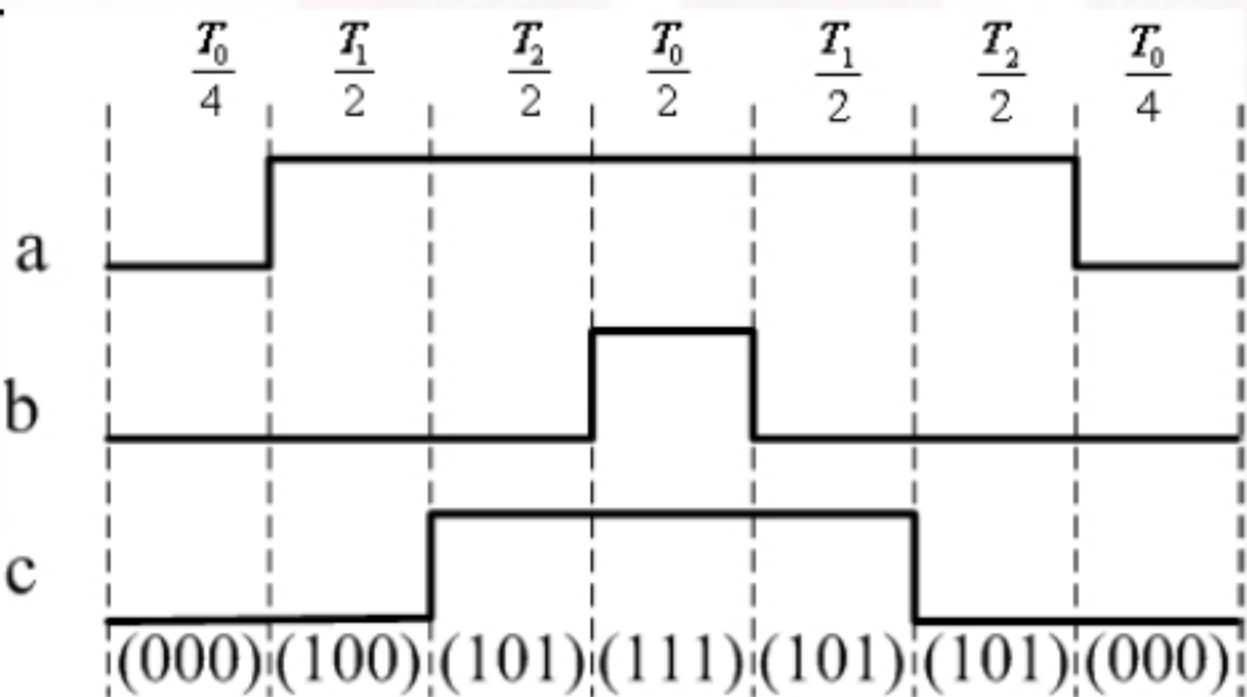 T₀/4 T₁/2 T₂/2 T₀/2 T₁/2 T₂/2 T₀/4
a
b
c
(000) (100) (101) (111) (101) (101) (000)